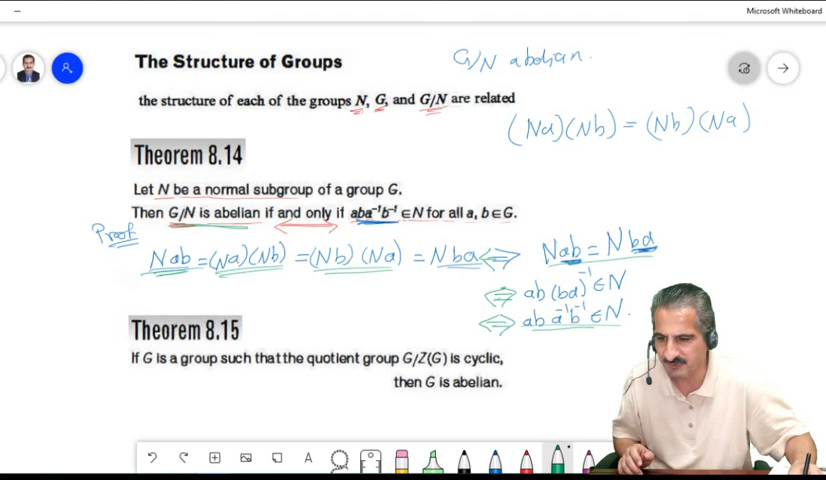 Microsoft Whiteboard
The Structure of Groups
G/N abelian.
the structure of each of the groups N, G, and G/N are related
(Na)(Nb) = (Nb)(Na)
Theorem 8.14
Let N be a normal subgroup of a group G.
Then G/N is abelian if and only if aba⁻¹b⁻¹ ∈ N for all a, b ∈ G.
Proof
Nab = (Na)(Nb) = (Nb)(Na) = Nba ⇔ Nab = Nba
⇔ ab(ba)⁻¹ ∈ N
⇔ ab a⁻¹b⁻¹ ∈ N.
Theorem 8.15
If G is a group such that the quotient group G/Z(G) is cyclic,
then G is abelian.
A